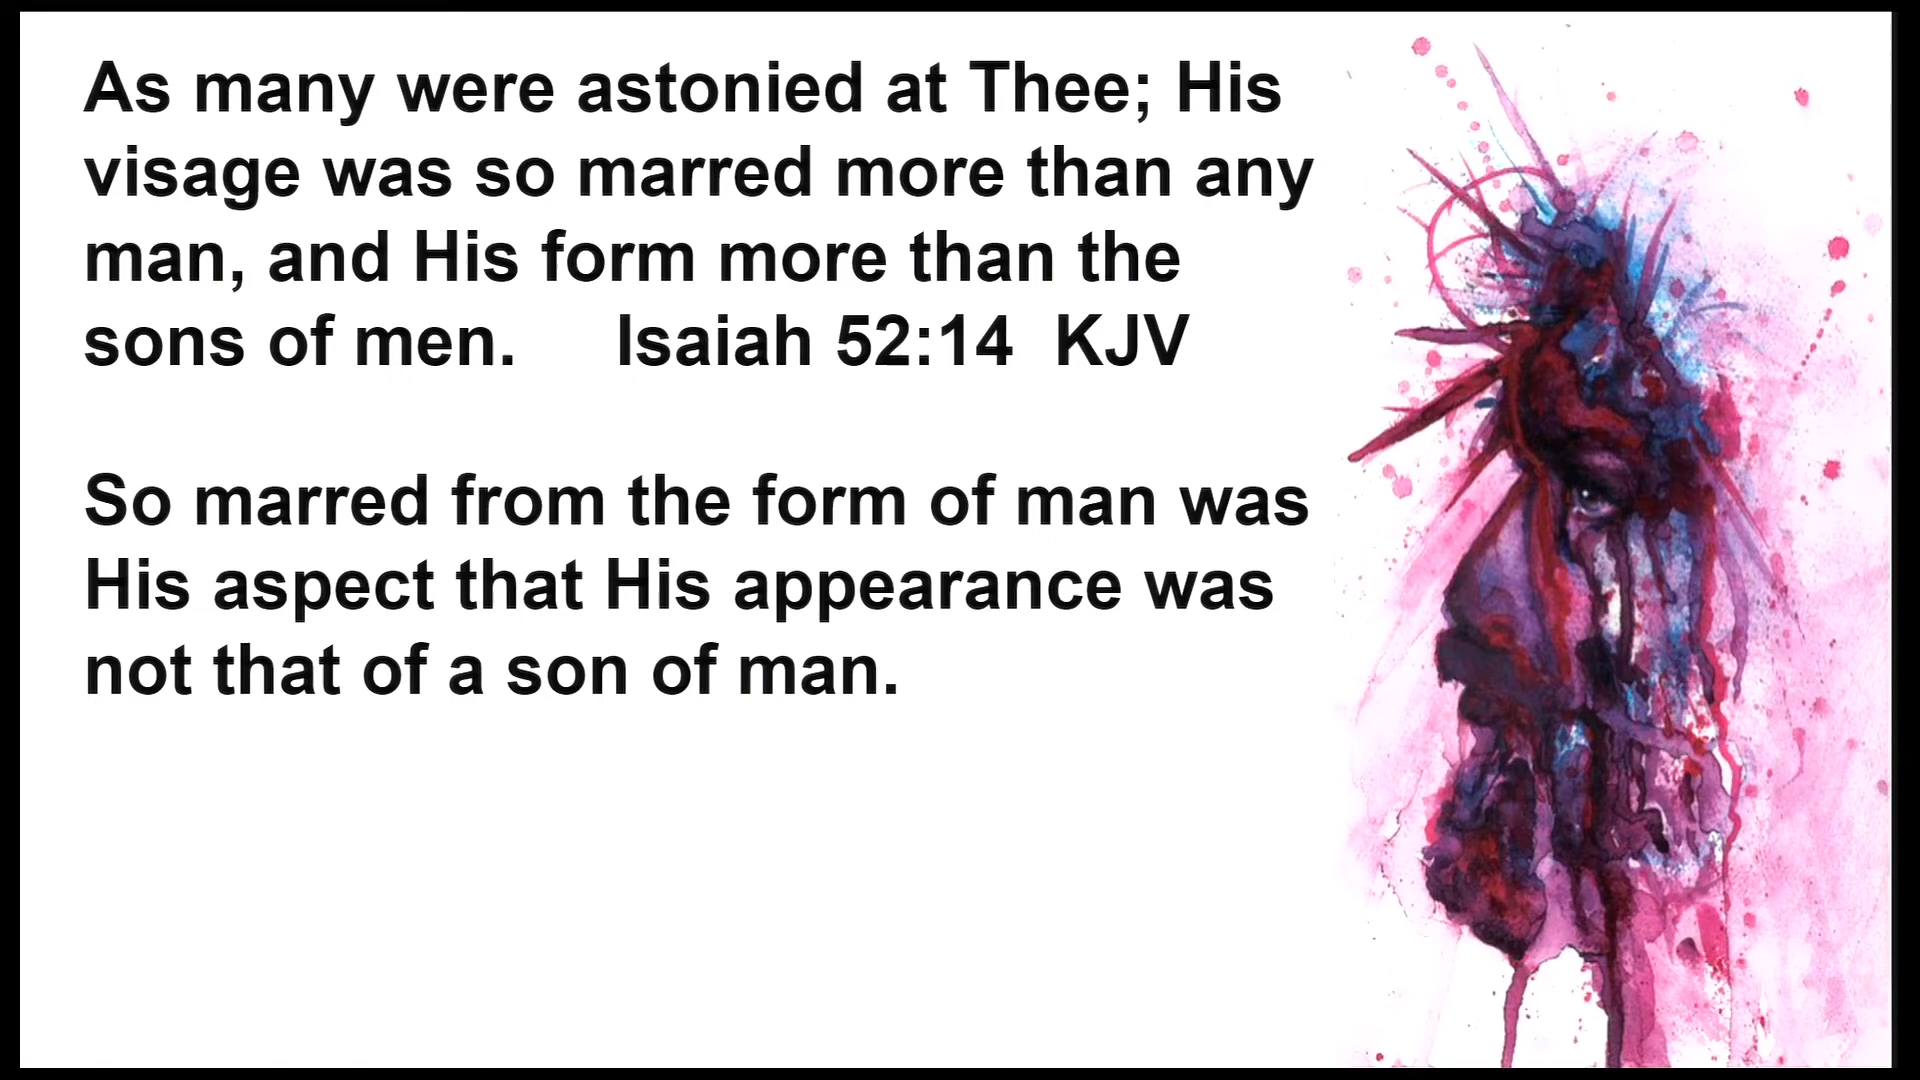 As many were astonied at Thee; His
visage was so marred more than any
man, and His form more than the
sons of men. Isaiah 52:14 KJV
So marred from the form of man was
His aspect that His appearance was
not that of a son of man.